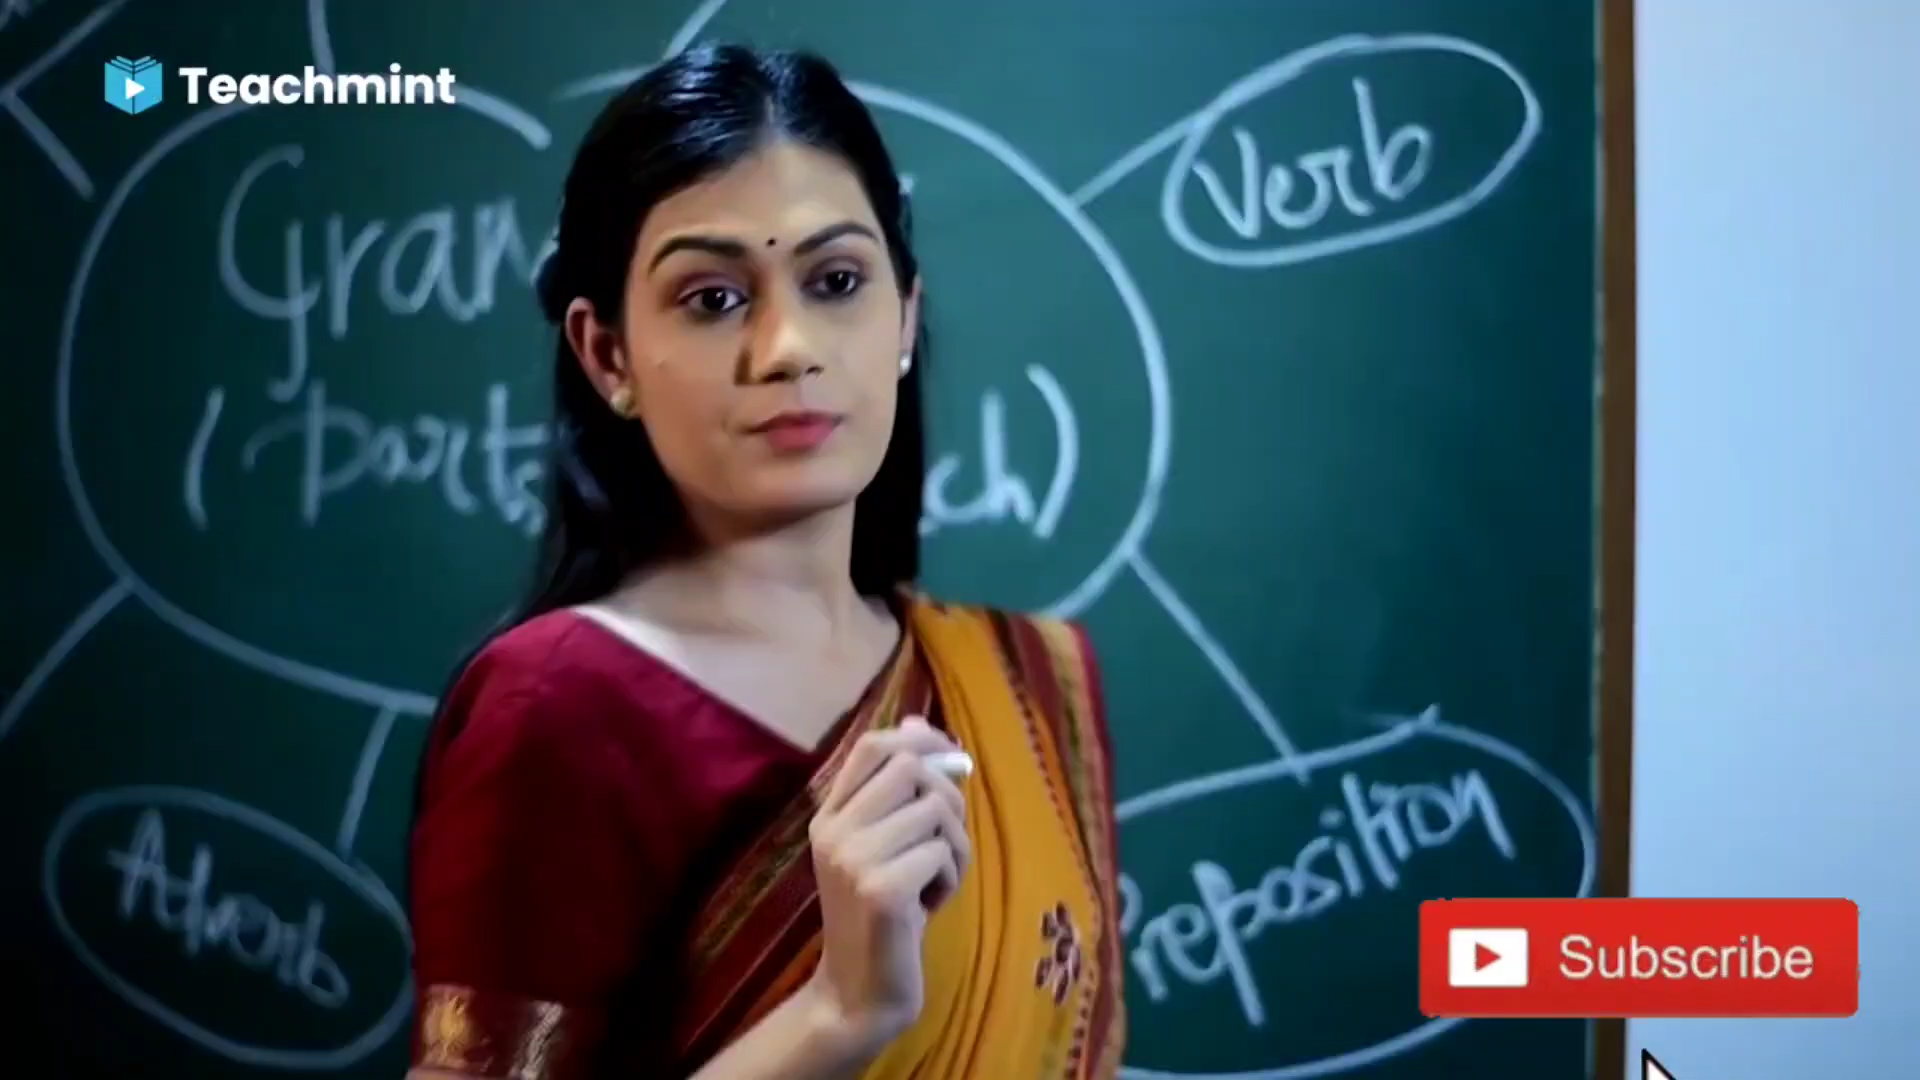 Teachmint
Verb
Gram
(parts
ch)
Adverb
Preposition
Subscribe